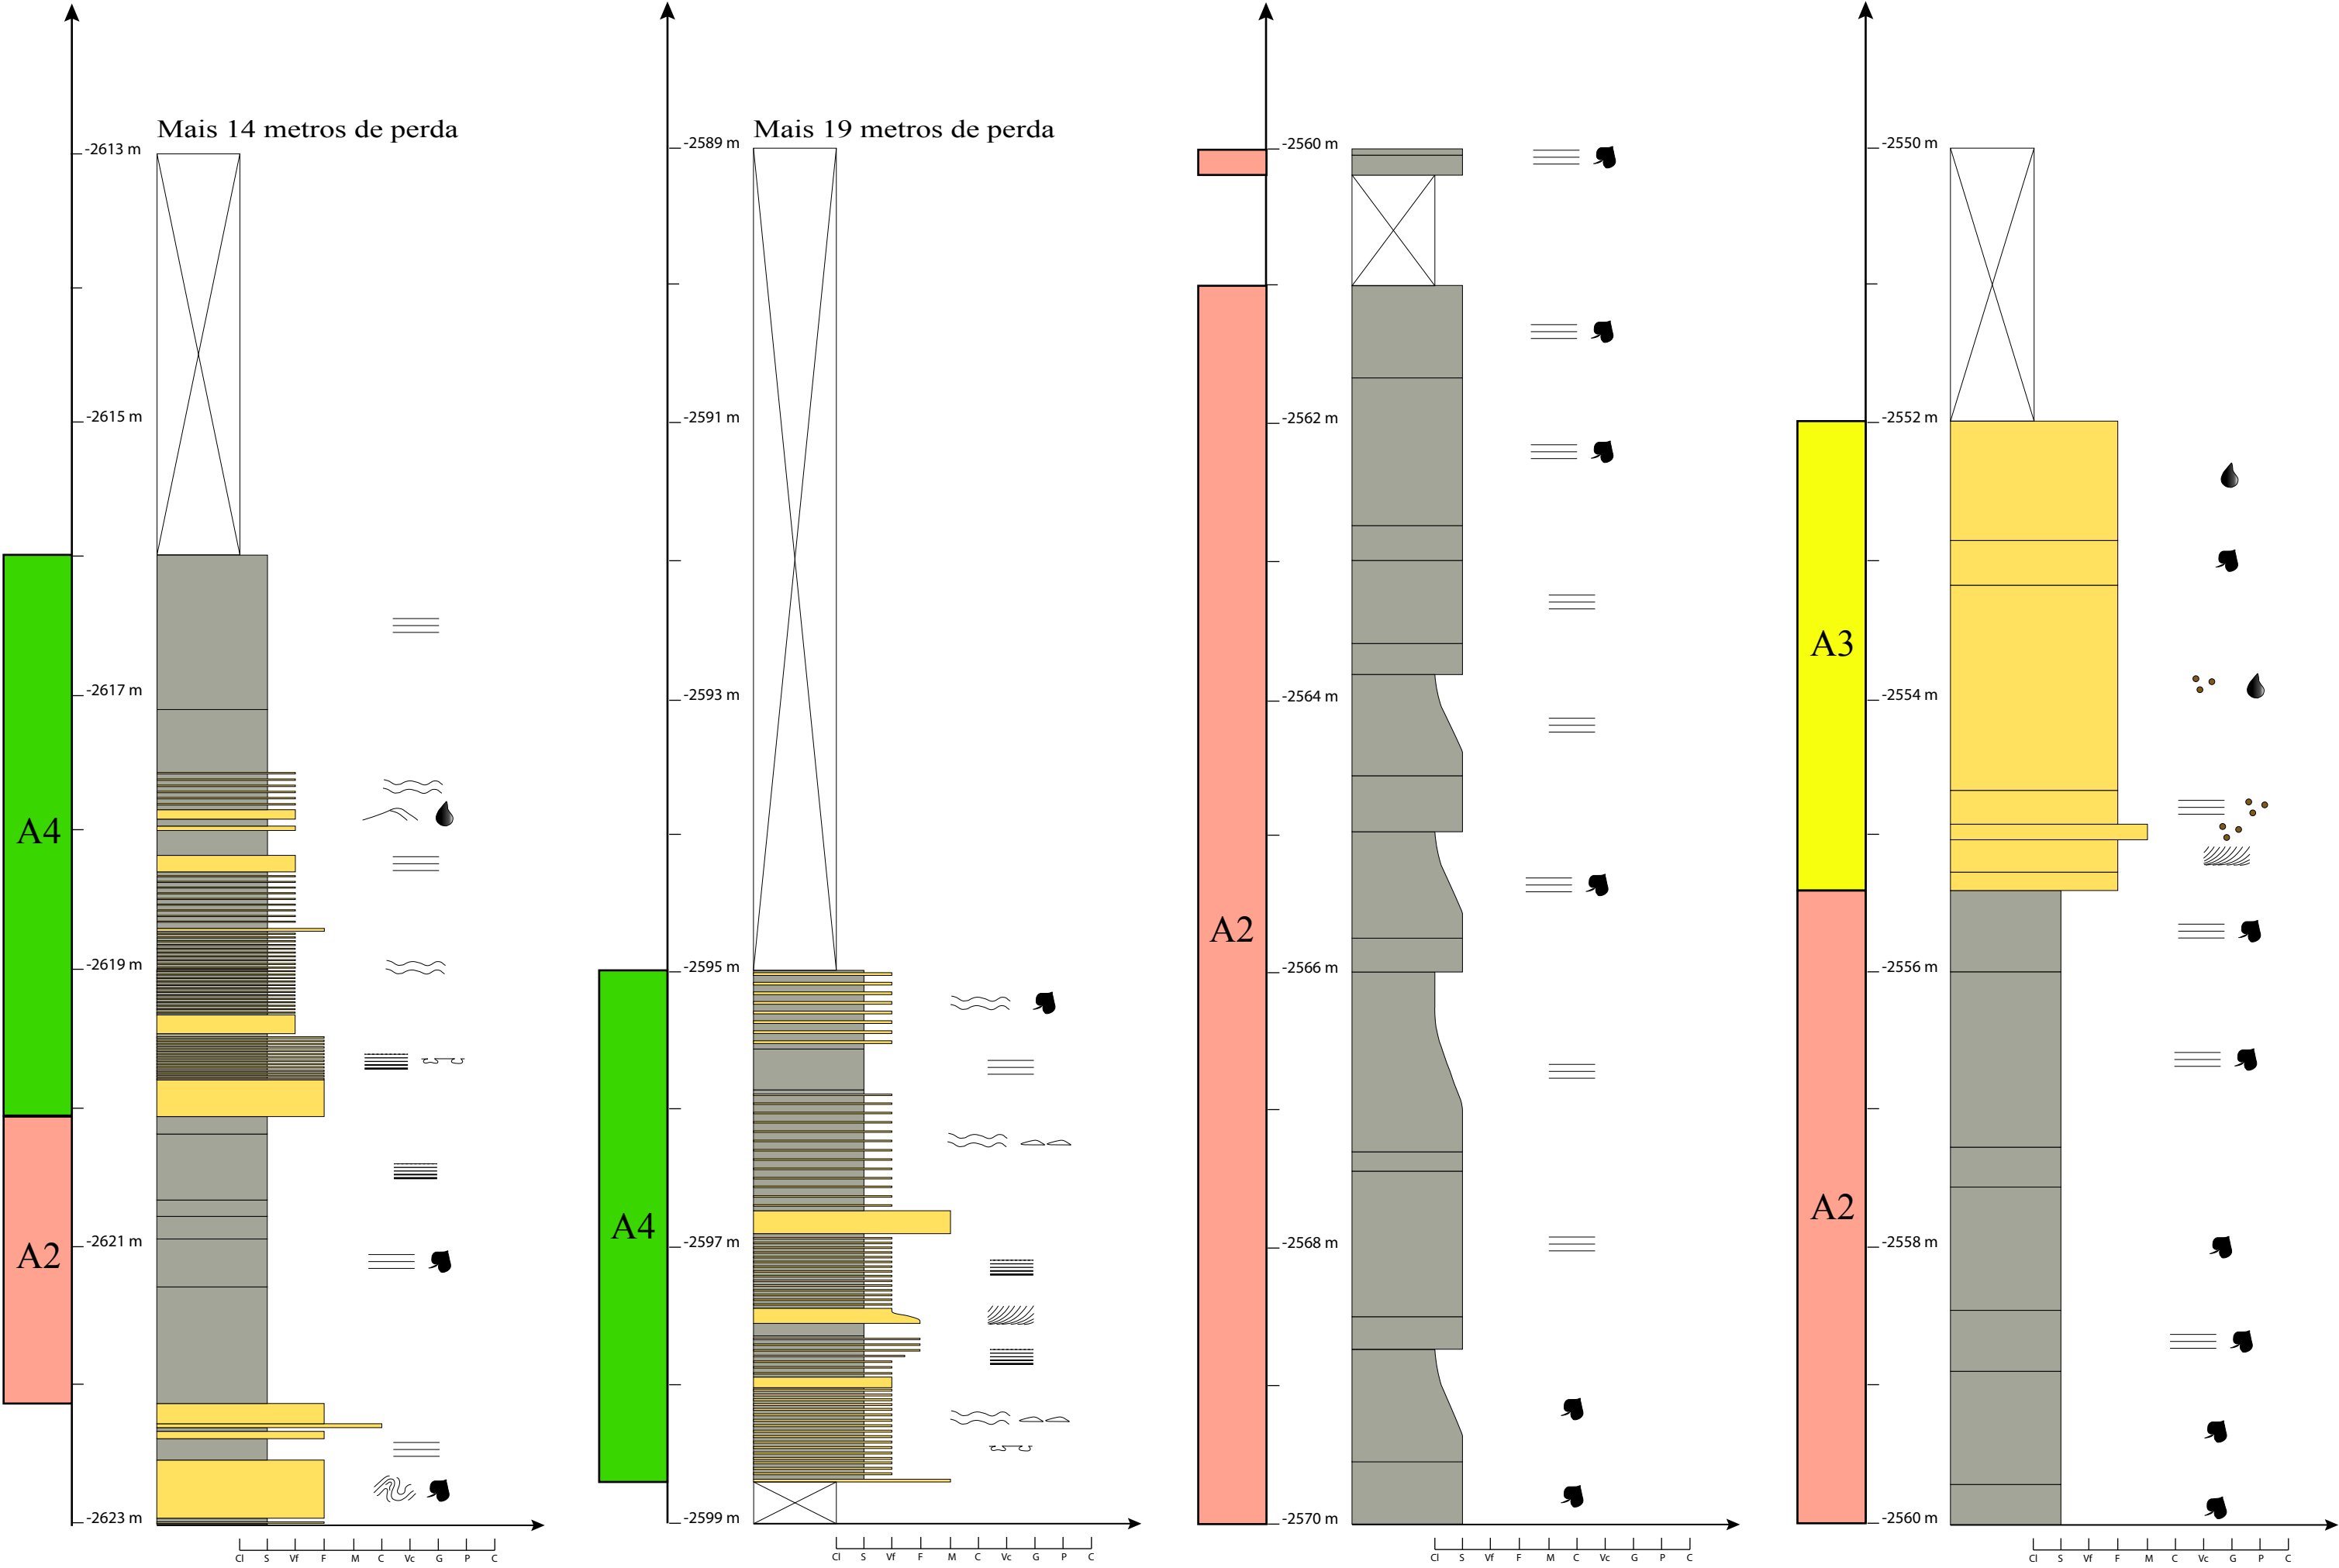 Mais 14 metros de perda
-2613 m
-2615 m
-2617 m
A4
-2619 m
-2621 m
A2
-2623 m
Cl S Vf F M C Vc G P C
Mais 19 metros de perda
-2589 m
-2591 m
-2593 m
-2595 m
A4
-2597 m
-2599 m
Cl S Vf F M C Vc G P C
-2560 m
-2562 m
-2564 m
A2
-2566 m
-2568 m
-2570 m
Cl S Vf F M C Vc G P C
-2550 m
-2552 m
A3
-2554 m
-2556 m
A2
-2558 m
-2560 m
Cl S Vf F M C Vc G P C